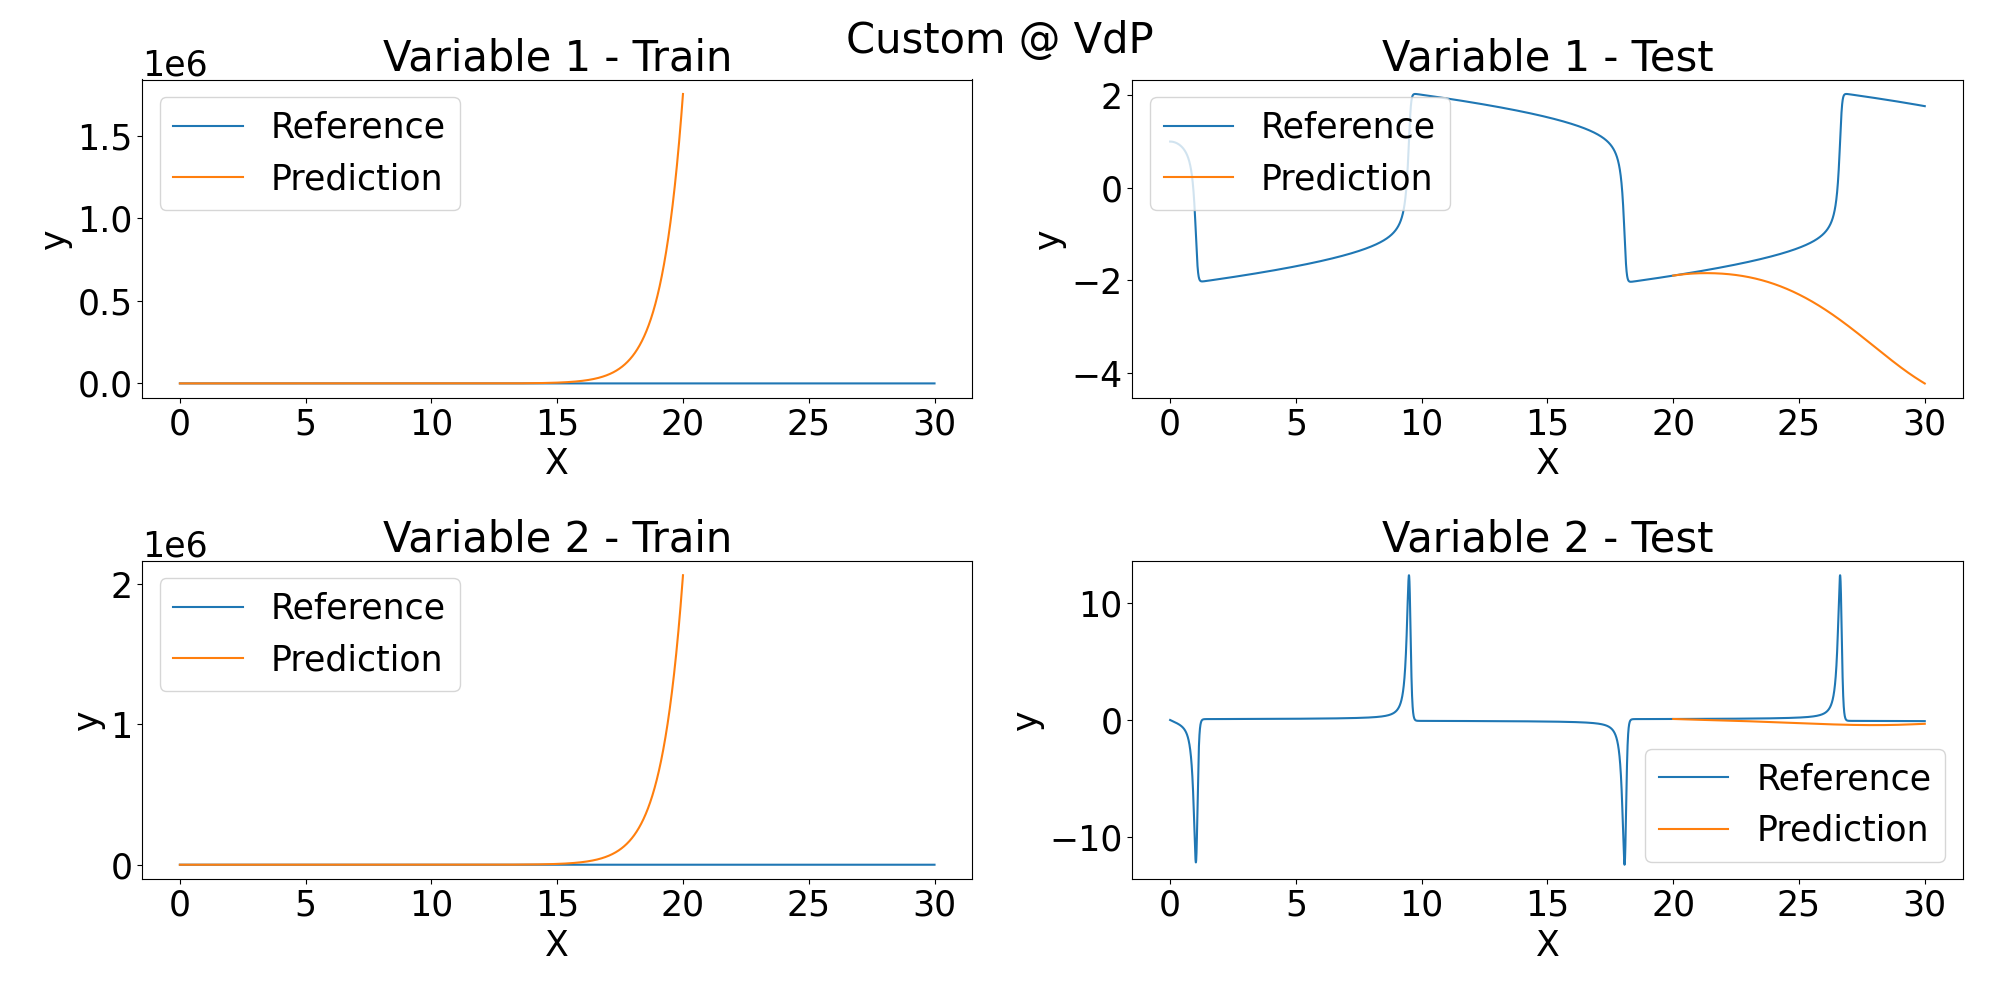 Custom @ VdP
Variable 1 - Train
1e6
1.5
1.0
0.5
0.0
y
Reference
Prediction
0 5 10 15 20 25 30
X
Variable 1 - Test
2
0
−2
−4
y
Reference
Prediction
0 5 10 15 20 25 30
X
Variable 2 - Train
1e6
2
1
0
y
Reference
Prediction
0 5 10 15 20 25 30
X
Variable 2 - Test
10
0
−10
y
Reference
Prediction
0 5 10 15 20 25 30
X